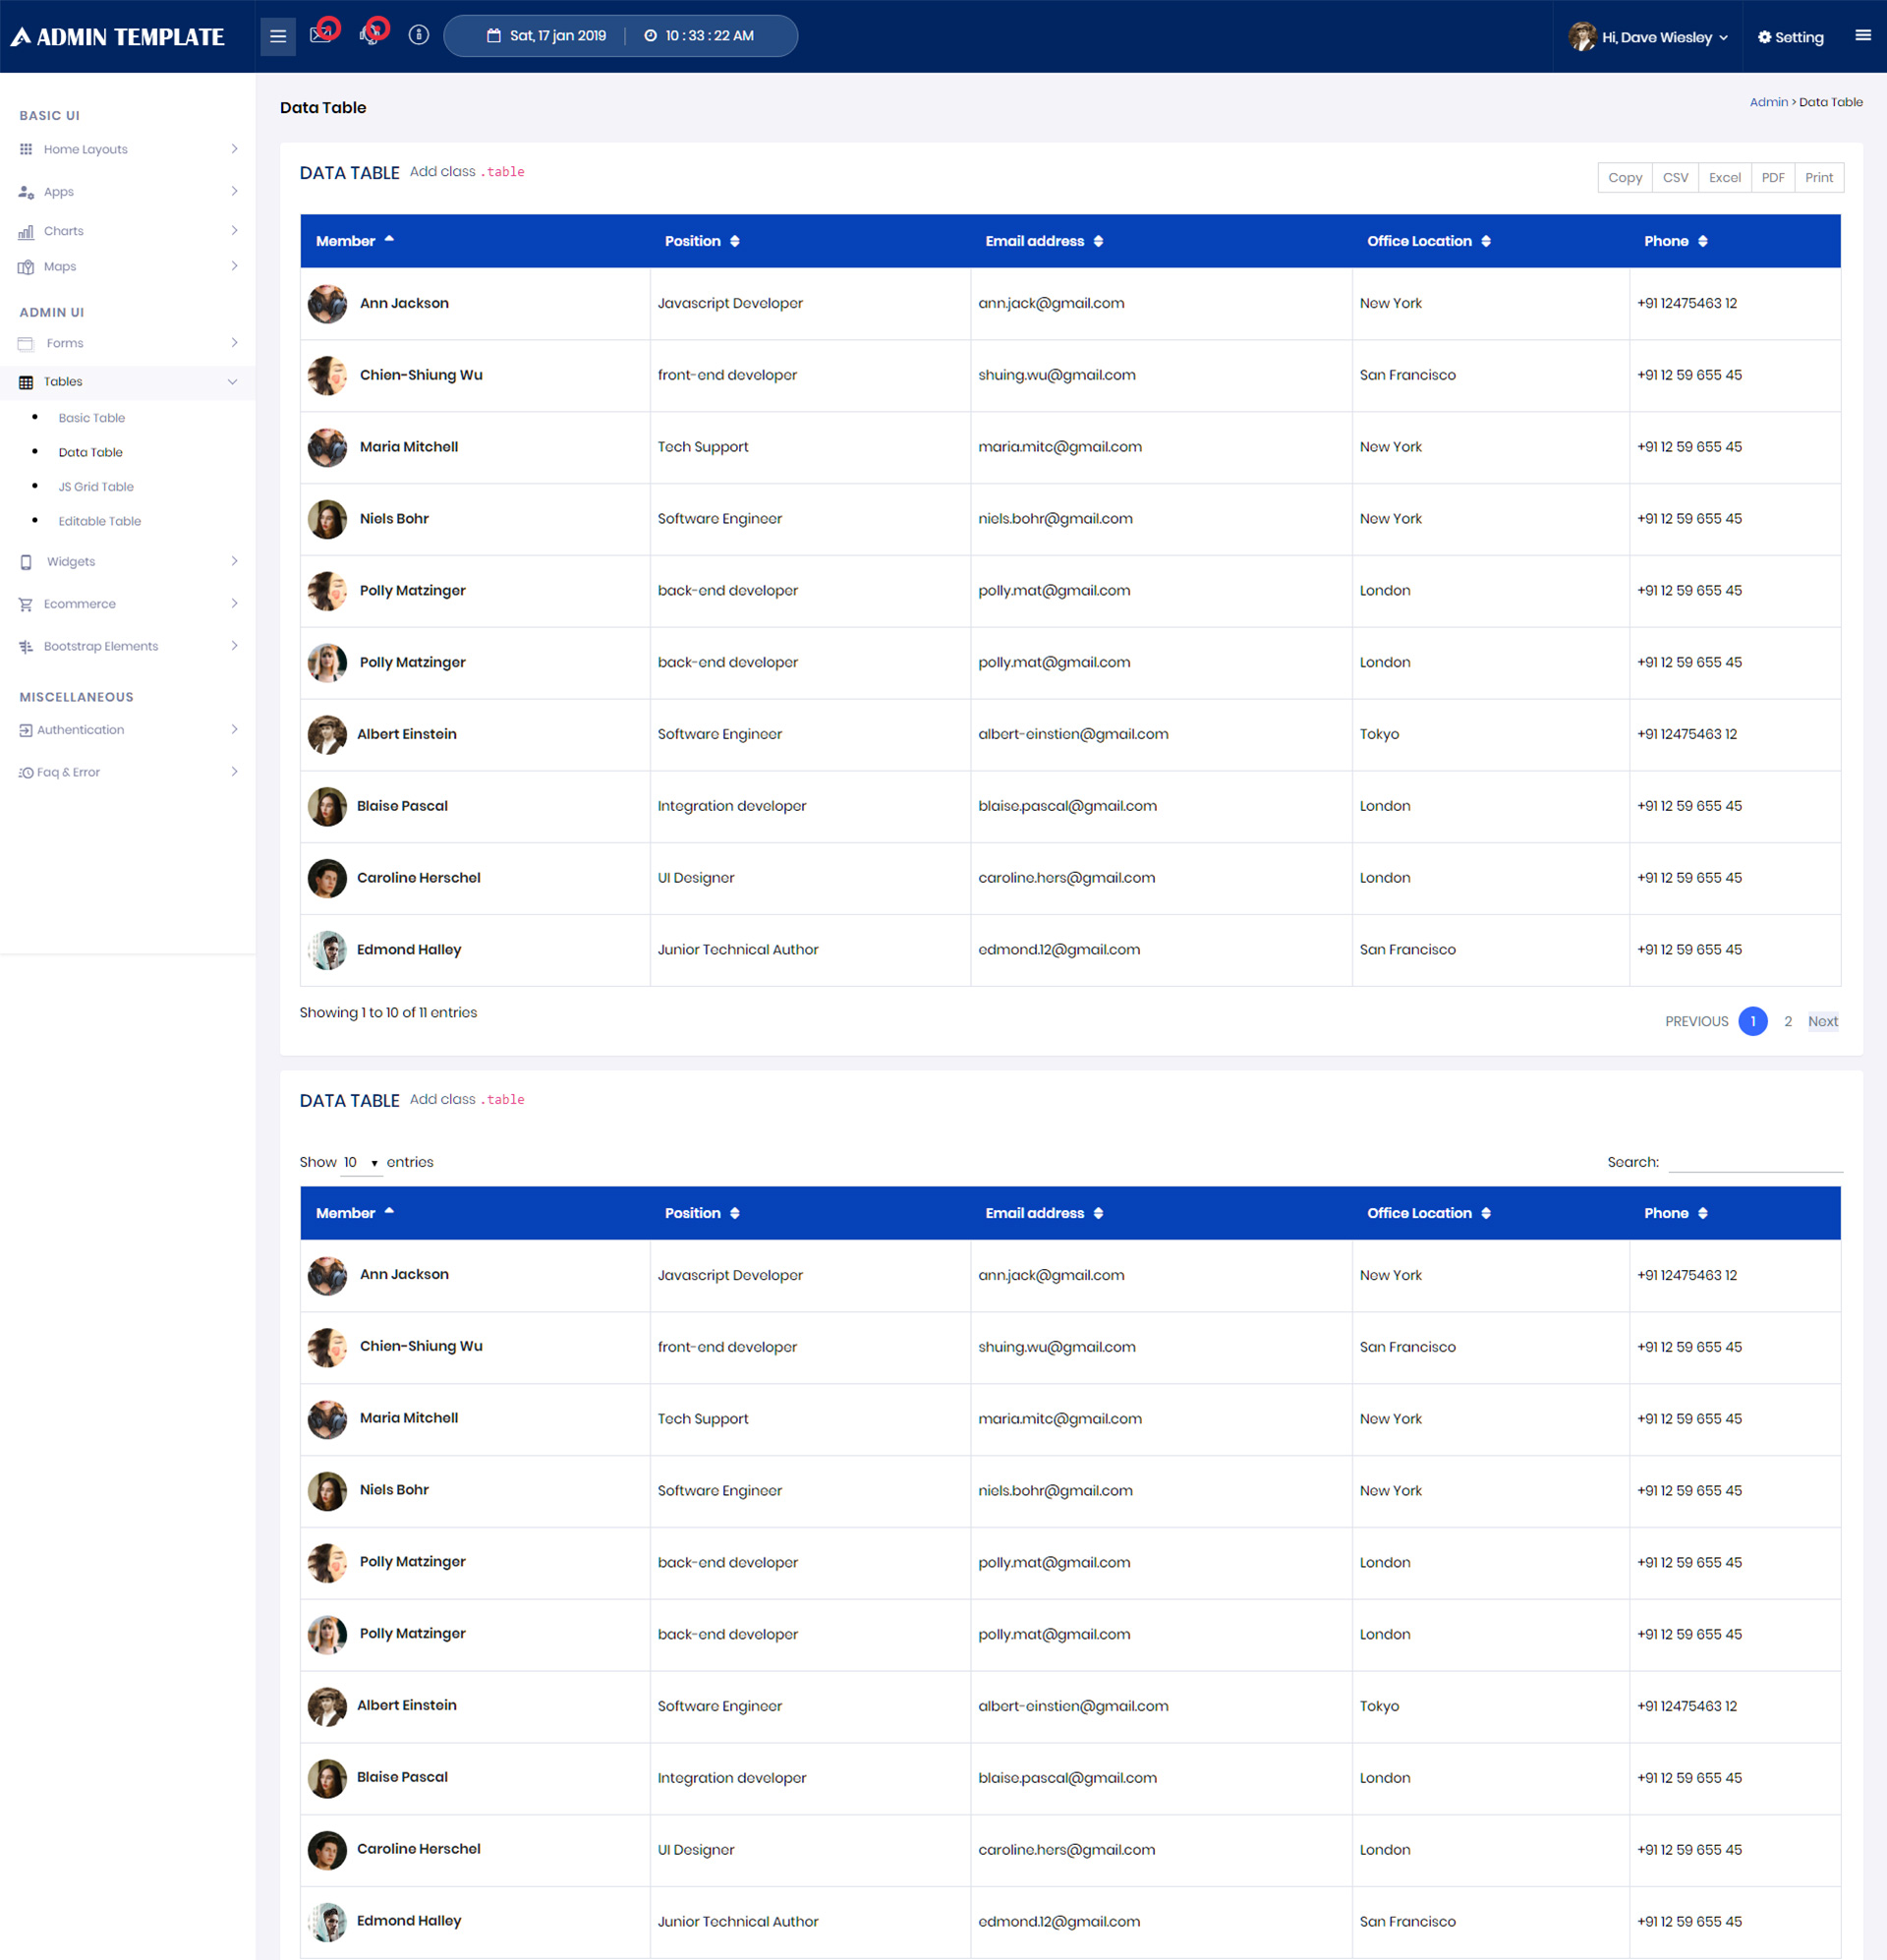 ADMIN TEMPLATE
Sat, 17 jan 2019
10 : 33 : 22 AM
Hi, Dave Wiesley
Setting
BASIC UI
Home Layouts
Apps
Charts
Maps
ADMIN UI
Forms
Tables
Basic Table
Data Table
JS Grid Table
Editable Table
Widgets
Ecommerce
Bootstrap Elements
MISCELLANEOUS
Authentication
Faq & Error
Data Table
Admin > Data Table
DATA TABLE Add class .table
Copy CSV Excel PDF Print
Member Position Email address Office Location Phone
Ann Jackson Javascript Developer ann.jack@gmail.com New York +91 12475463 12
Chien-Shiung Wu front-end developer shuing.wu@gmail.com San Francisco +91 12 59 655 45
Maria Mitchell Tech Support maria.mitc@gmail.com New York +91 12 59 655 45
Niels Bohr Software Engineer niels.bohr@gmail.com New York +91 12 59 655 45
Polly Matzinger back-end developer polly.mat@gmail.com London +91 12 59 655 45
Polly Matzinger back-end developer polly.mat@gmail.com London +91 12 59 655 45
Albert Einstein Software Engineer albert-einstien@gmail.com Tokyo +91 12475463 12
Blaise Pascal Integration developer blaise.pascal@gmail.com London +91 12 59 655 45
Caroline Herschel UI Designer caroline.hers@gmail.com London +91 12 59 655 45
Edmond Halley Junior Technical Author edmond.12@gmail.com San Francisco +91 12 59 655 45
Showing 1 to 10 of 11 entries
PREVIOUS 1 2 Next
DATA TABLE Add class .table
Show 10 entries
Search:
Member Position Email address Office Location Phone
Ann Jackson Javascript Developer ann.jack@gmail.com New York +91 12475463 12
Chien-Shiung Wu front-end developer shuing.wu@gmail.com San Francisco +91 12 59 655 45
Maria Mitchell Tech Support maria.mitc@gmail.com New York +91 12 59 655 45
Niels Bohr Software Engineer niels.bohr@gmail.com New York +91 12 59 655 45
Polly Matzinger back-end developer polly.mat@gmail.com London +91 12 59 655 45
Polly Matzinger back-end developer polly.mat@gmail.com London +91 12 59 655 45
Albert Einstein Software Engineer albert-einstien@gmail.com Tokyo +91 12475463 12
Blaise Pascal Integration developer blaise.pascal@gmail.com London +91 12 59 655 45
Caroline Herschel UI Designer caroline.hers@gmail.com London +91 12 59 655 45
Edmond Halley Junior Technical Author edmond.12@gmail.com San Francisco +91 12 59 655 45